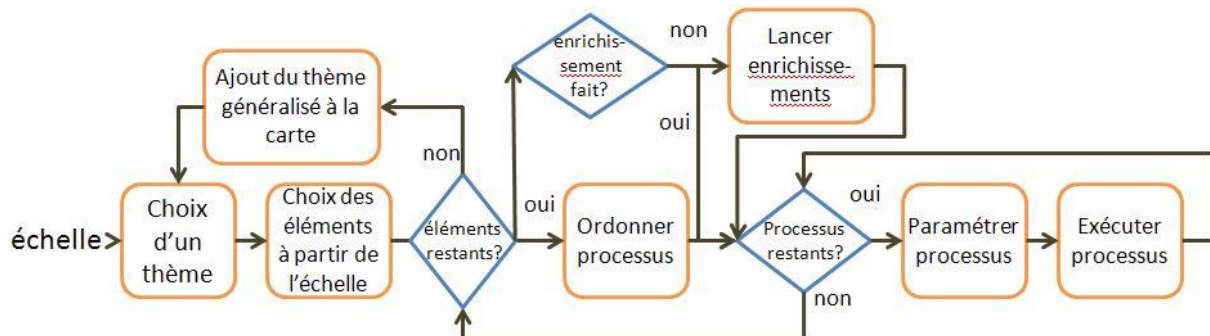 enrichis-
sement
fait?
non
Lancer
enrichisse-
ments
Ajout du thème
généralisé à la
carte
oui
non
échelle
Choix
d'un
thème
Choix des
éléments
à partir de
l'échelle
éléments
restants?
oui
Ordonner
processus
Processus
restants?
oui
Paramétrer
processus
Exécuter
processus
non